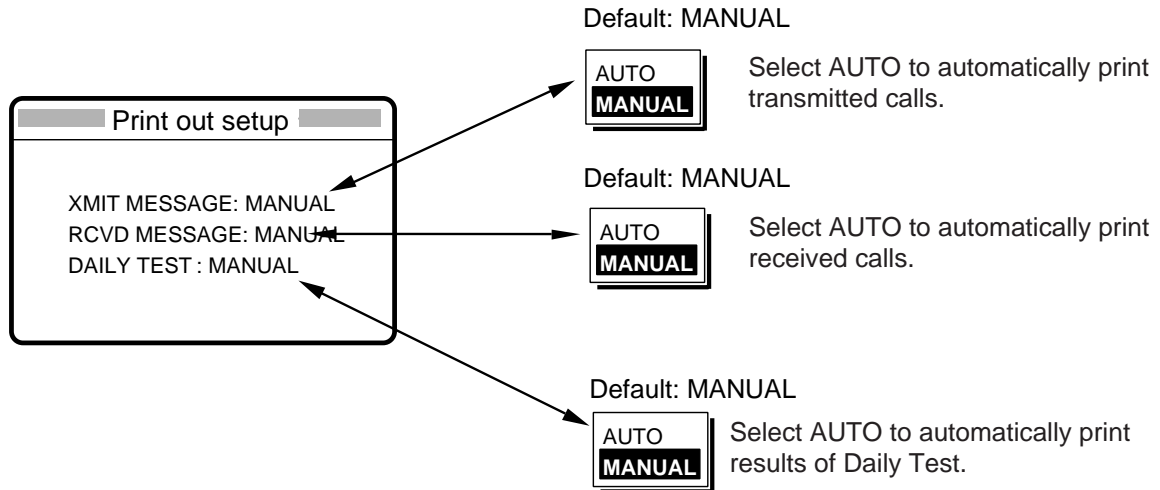 Print out setup
XMIT MESSAGE: MANUAL
RCVD MESSAGE: MANUAL
DAILY TEST : MANUAL
Default: MANUAL
AUTO
MANUAL
Select AUTO to automatically print
transmitted calls.
Default: MANUAL
AUTO
MANUAL
Select AUTO to automatically print
received calls.
Default: MANUAL
AUTO
MANUAL
Select AUTO to automatically print
results of Daily Test.